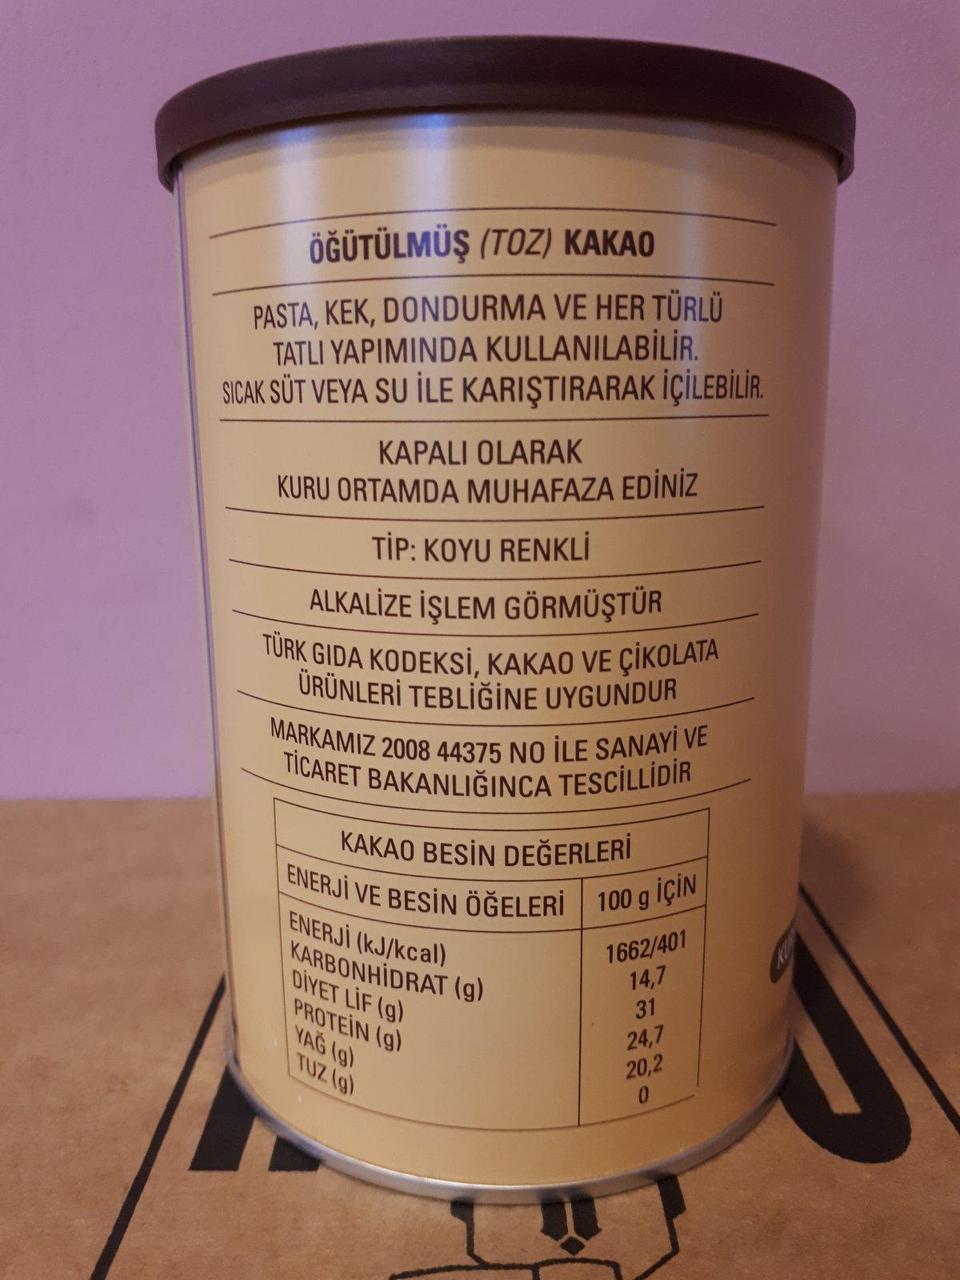 ÖĞÜTÜLMÜŞ (TOZ) KAKAO
PASTA, KEK, DONDURMA VE HER TÜRLÜ
TATLI YAPIMINDA KULLANILABİLİR.
SICAK SÜT VEYA SU İLE KARIŞTIRARAK İÇİLEBİLİR.
KAPALI OLARAK
KURU ORTAMDA MUHAFAZA EDİNİZ
TİP: KOYU RENKLİ
ALKALİZE İŞLEM GÖRMÜŞTÜR
TÜRK GIDA KODEKSİ, KAKAO VE ÇİKOLATA
ÜRÜNLERİ TEBLİĞİNE UYGUNDUR
MARKAMIZ 2008 44375 NO İLE SANAYİ VE
TİCARET BAKANLIĞINCA TESCİLLİDİR
KAKAO BESİN DEĞERLERİ
ENERJİ VE BESİN ÖĞELERİ 100 g İÇİN
ENERJİ (kJ/kcal) 1662/401
KARBONHİDRAT (g) 14,7
DİYET LİF (g) 31
PROTEİN (g) 24,7
YAĞ (g) 20,2
TUZ (g) 0